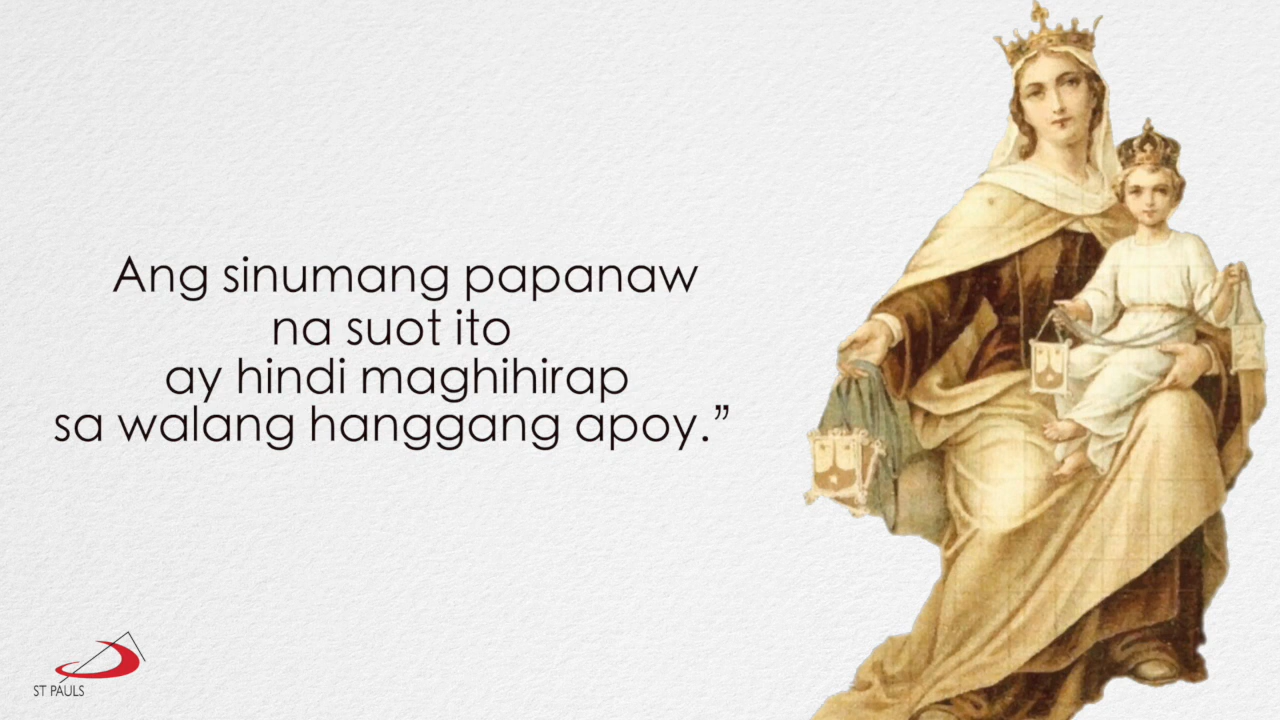 Ang sinumang papanaw
na suot ito
ay hindi maghihirap
sa walang hanggang apoy.”
ST PAULS